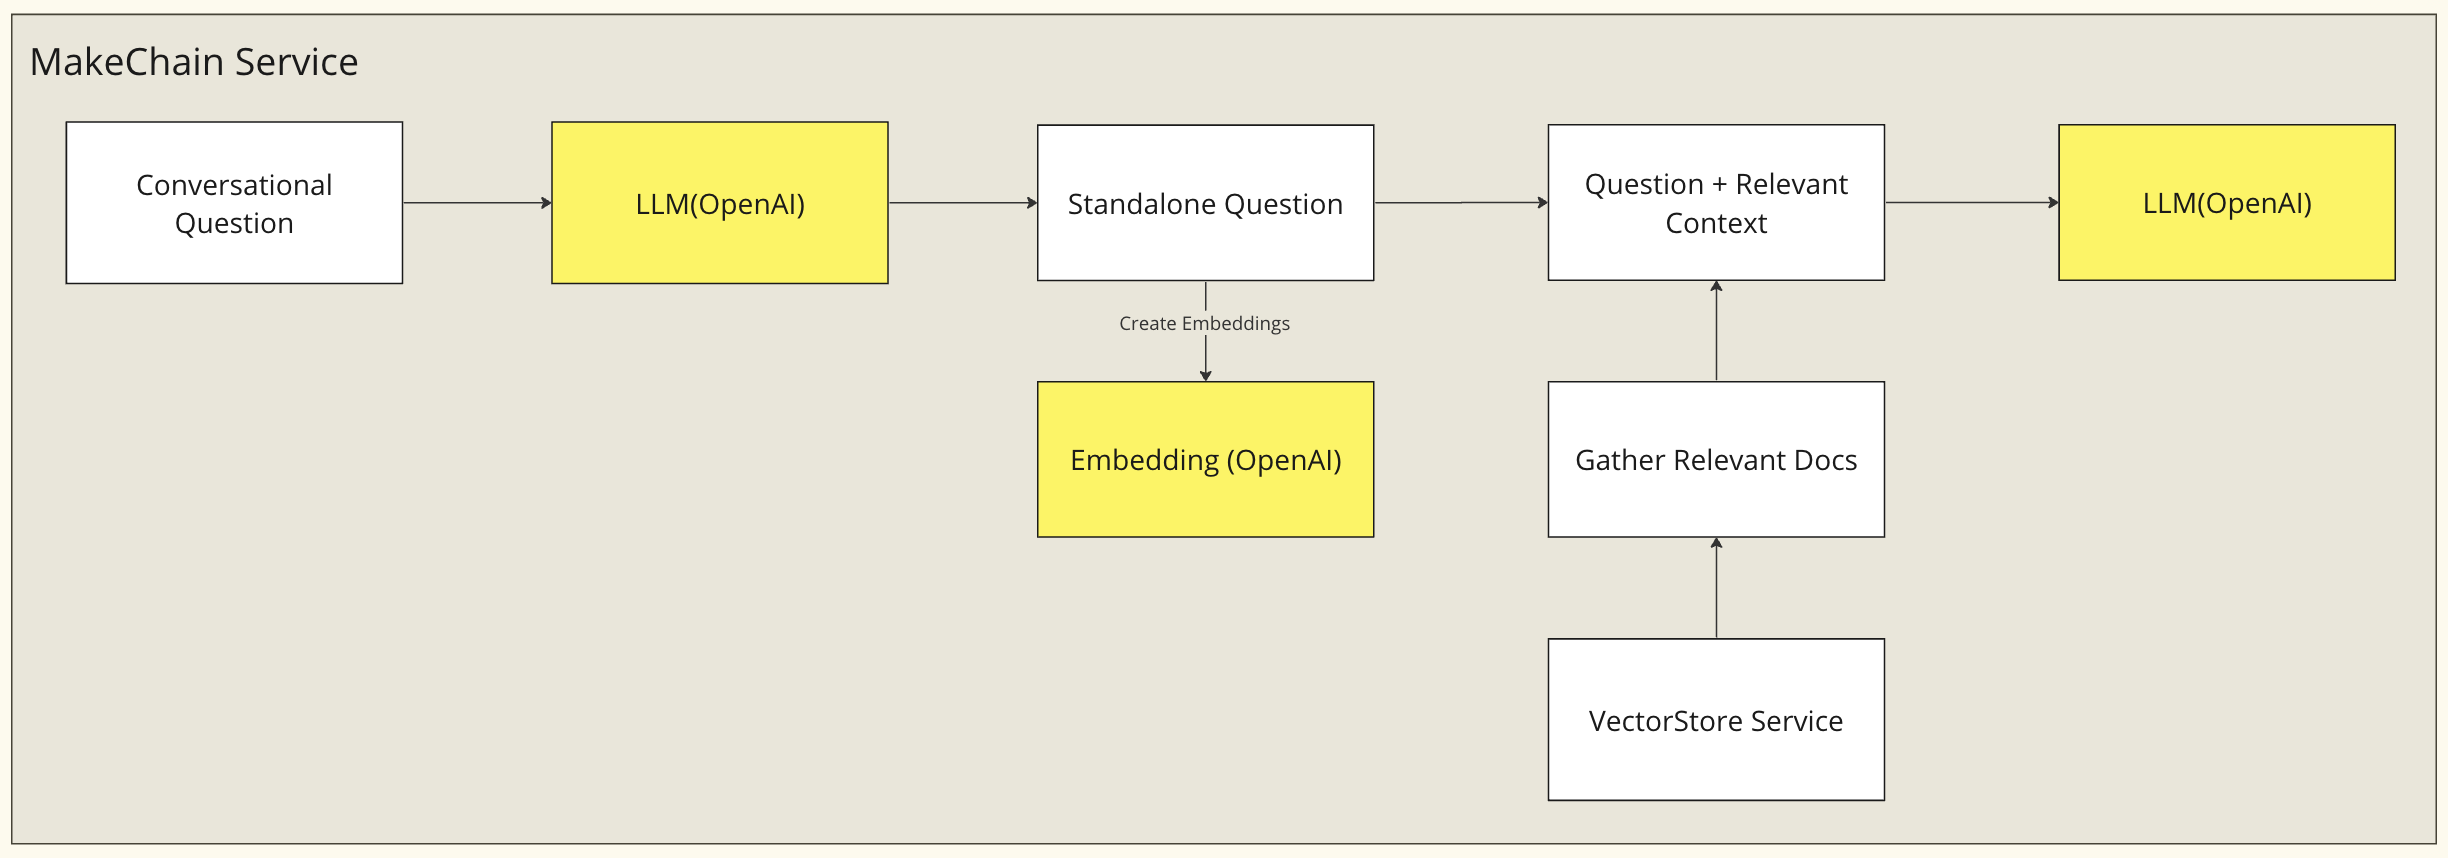 MakeChain Service
Conversational
Question
LLM(OpenAI)
Standalone Question
Question + Relevant
Context
LLM(OpenAI)
Create Embeddings
Embedding (OpenAI)
Gather Relevant Docs
VectorStore Service